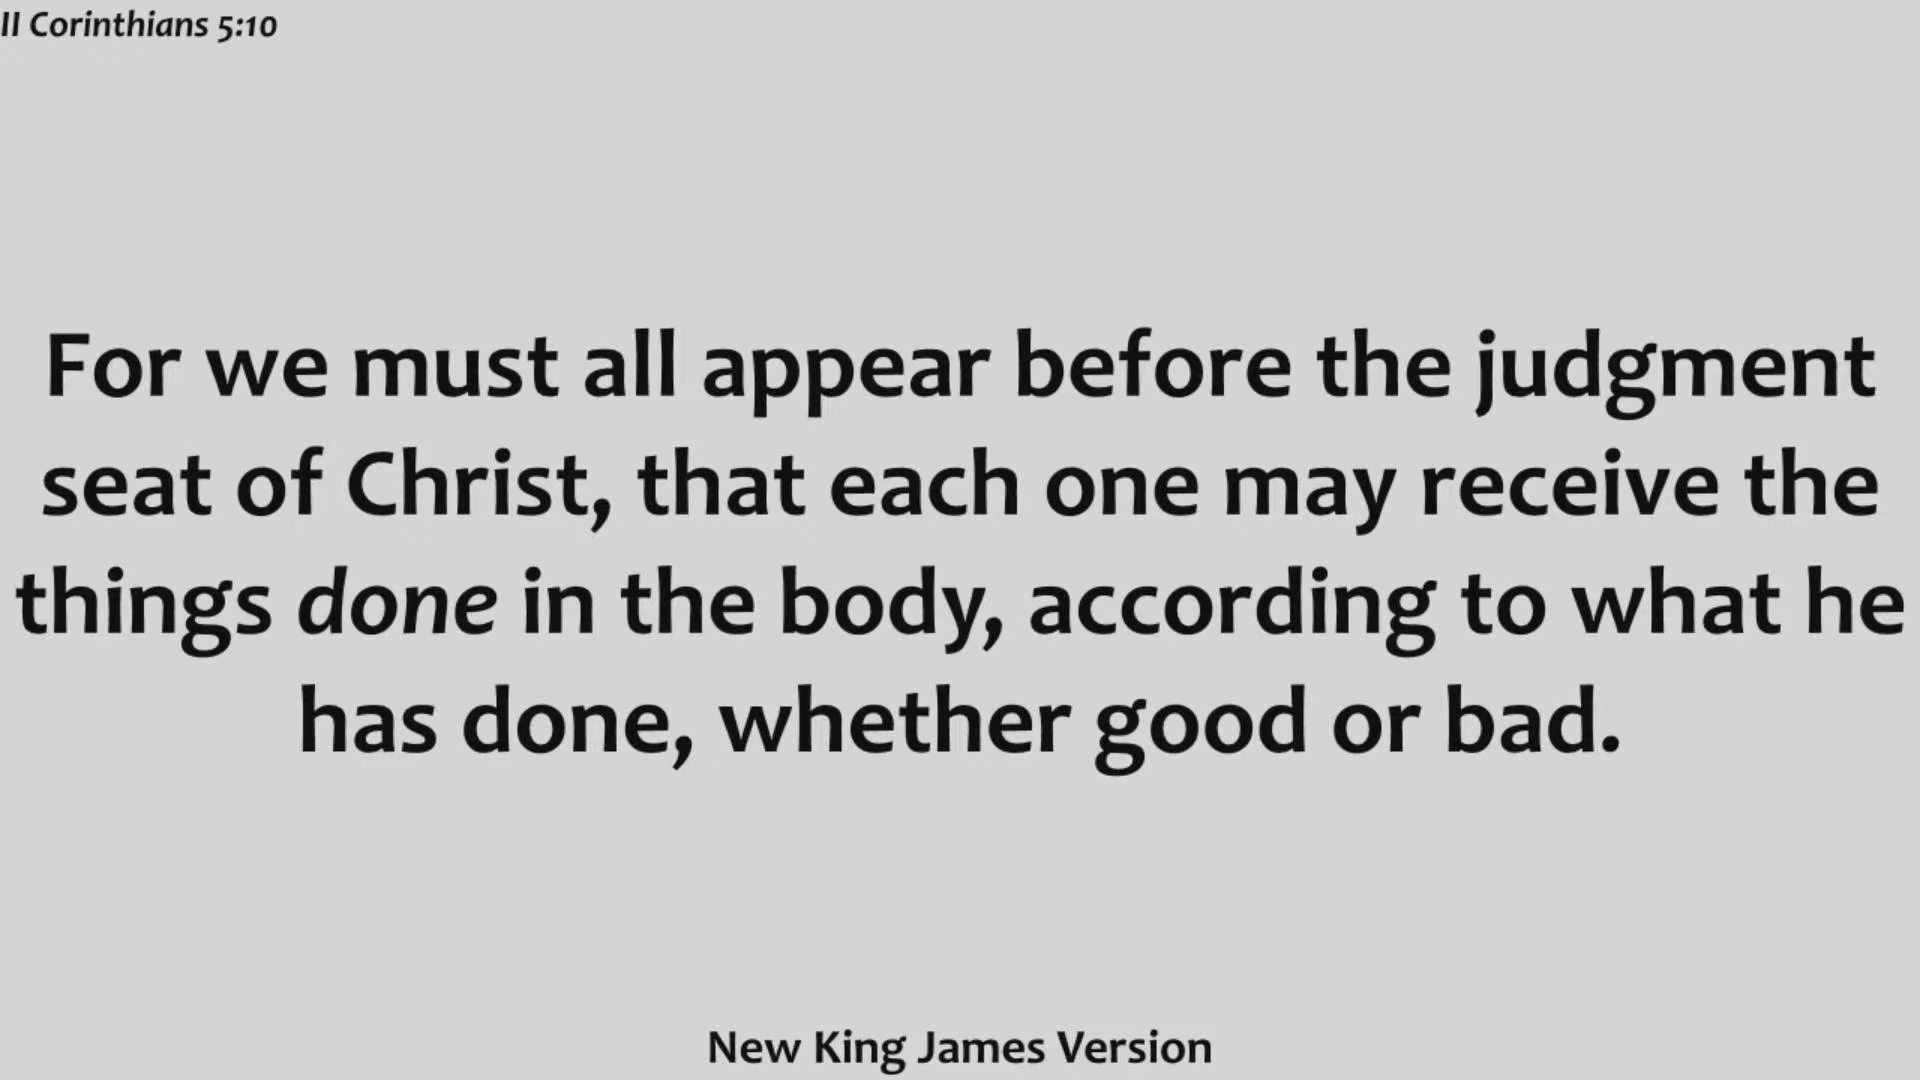 II Corinthians 5:10
For we must all appear before the judgment
seat of Christ, that each one may receive the
things done in the body, according to what he
has done, whether good or bad.
New King James Version